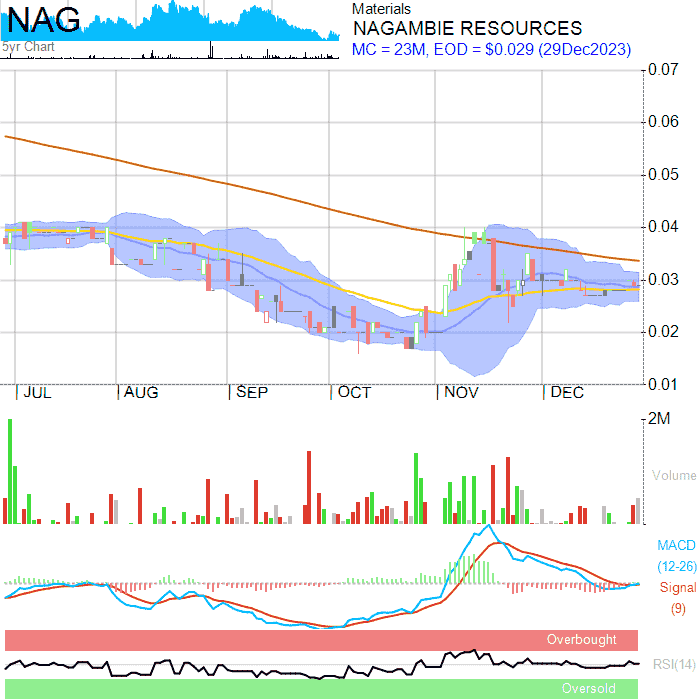 NAG
5yr Chart
Materials
NAGAMBIE RESOURCES
MC = 23M, EOD = $0.029 (29Dec2023)
0.07
0.06
0.05
0.04
0.03
0.02
0.01
JUL AUG SEP OCT NOV DEC
2M
Volume
MACD
(12-26)
Signal
(9)
Overbought
RSI(14)
Oversold